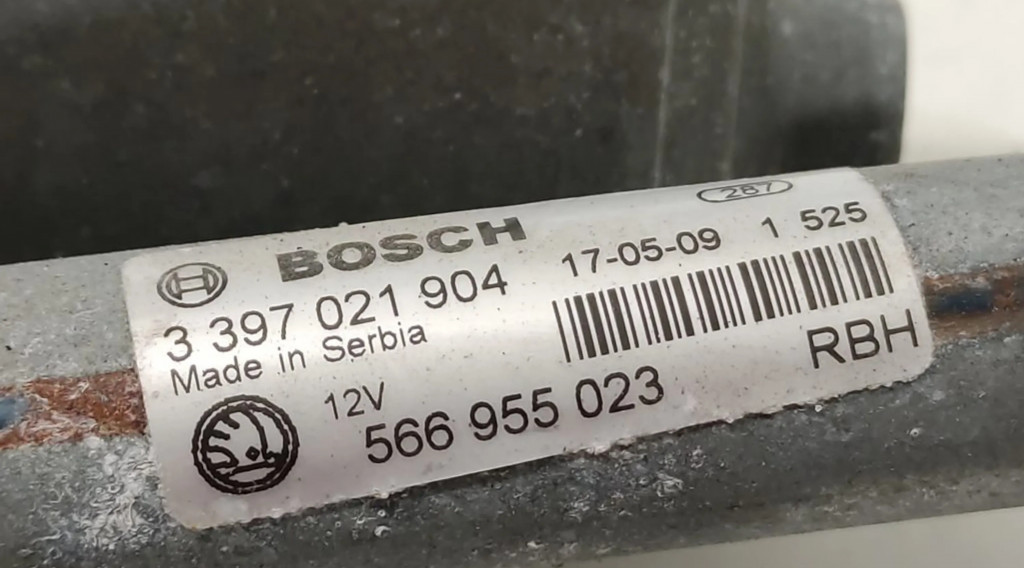 287
BOSCH
17-05-09 1 525
3 397 021 904
Made in Serbia
RBH
12V
566 955 023